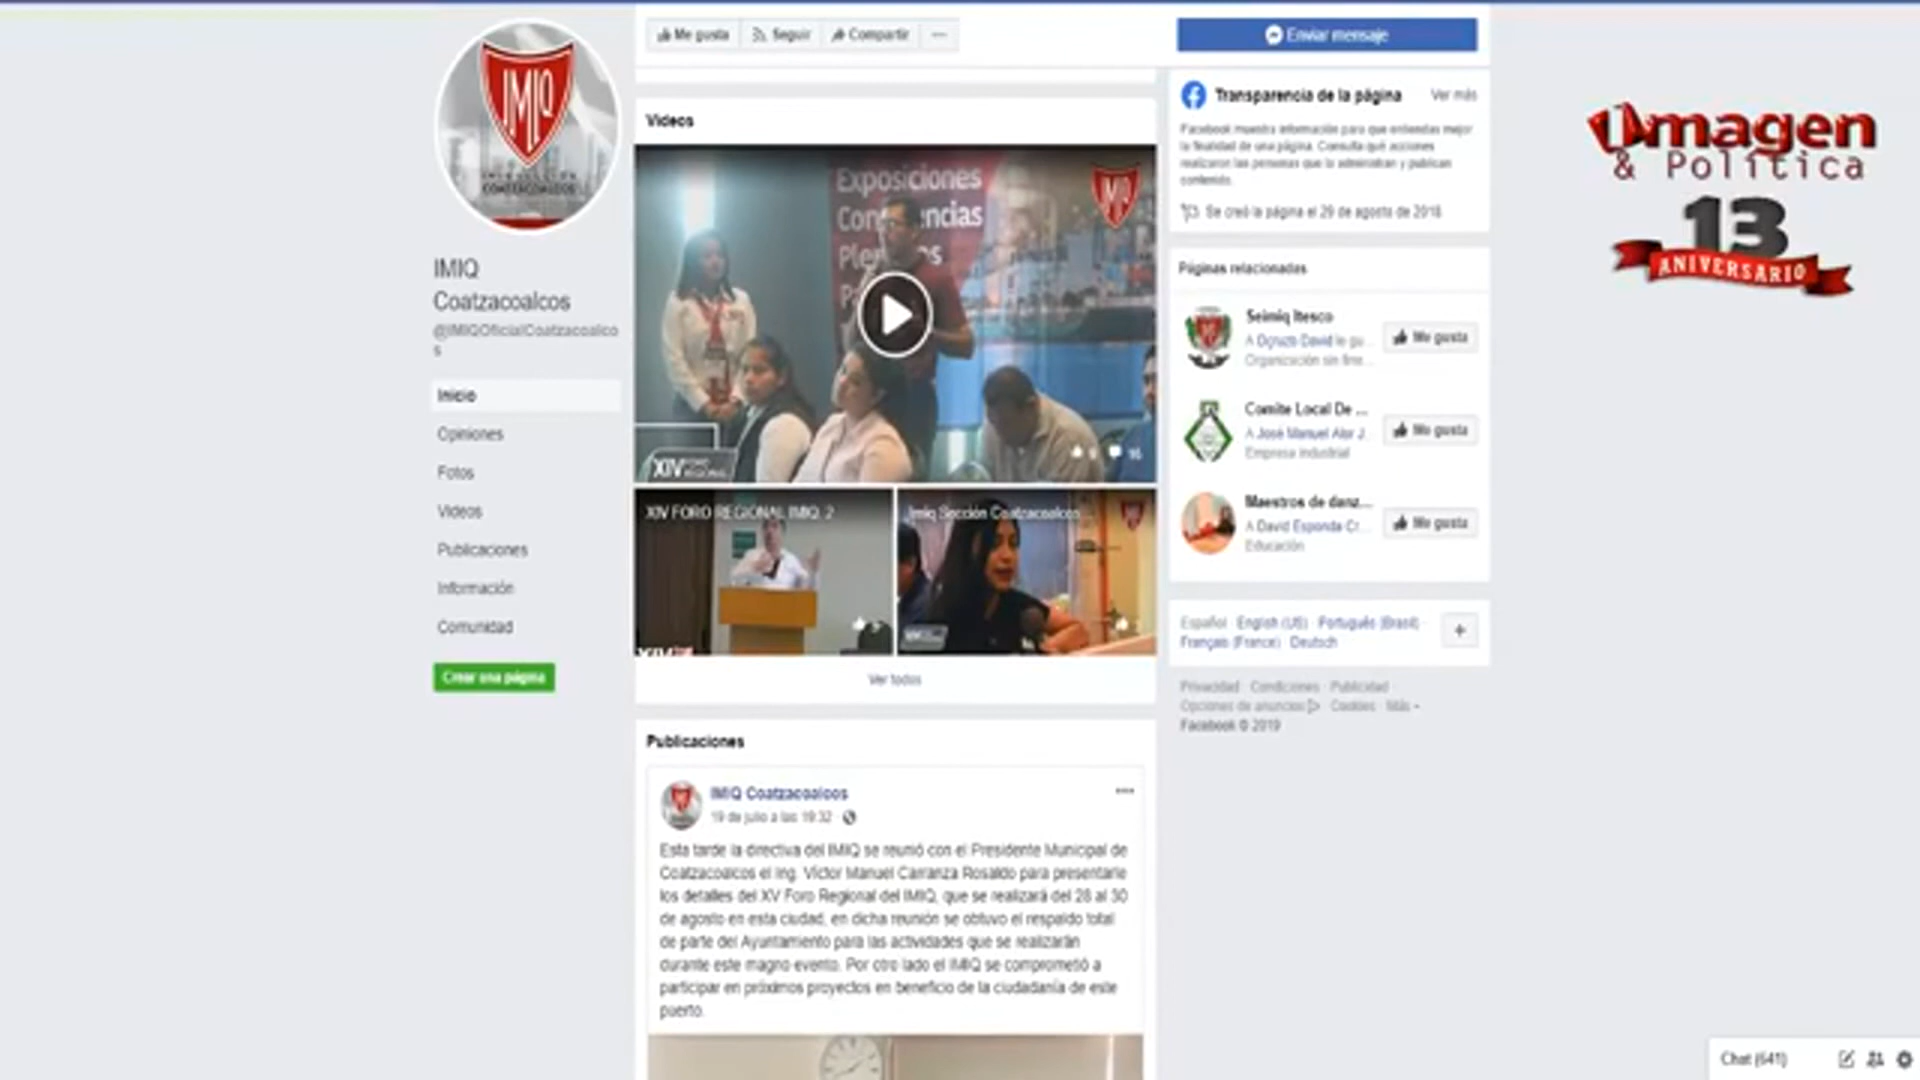 Me gusta
Seguir
Compartir
Enviar mensaje
IMIQ
COATZACOALCOS
IMIQ
Coatzacoalcos
@IMIQOficialCoatzacoalco
s
Inicio
Opiniones
Fotos
Videos
Publicaciones
Información
Comunidad
Crear una página
Videos
Exposiciones
IMIQ
XIV
XIV FORO REGIONAL IMIQ. 2
Imiq Sección Coatzacoalcos...
Ver todos
Publicaciones
IMIQ Coatzacoalcos
19 de julio a las 19:32
Esta tarde la directiva del IMIQ se reunió con el Presidente Municipal de
Coatzacoalcos el Ing. Víctor Manuel Carranza Rosaldo para presentarle
los detalles del XV Foro Regional del IMIQ, que se realizará del 28 al 30
de agosto en esta ciudad, en dicha reunión se obtuvo el respaldo total
de parte del Ayuntamiento para las actividades que se realizarán
durante este magno evento. Por otro lado el IMIQ se comprometió a
participar en próximos proyectos en beneficio de la ciudadanía de este
puerto.
Transparencia de la página
Ver más
Facebook muestra información para que entiendas mejor
la finalidad de una página. Consulta qué acciones
realizaron las personas que la administran y publican
contenido.
Se creó la página el 29 de agosto de 2018
Páginas relacionadas
Seimiq Itesco
Me gusta
Organización sin fine...
Comite Local De ...
A José Manuel Alor J...
Me gusta
Empresa industrial
Maestros de danz...
A David Esponda Cr...
Me gusta
Educación
Español · English (US) · Português (Brasil) ·
Français (France) · Deutsch
+
Privacidad · Condiciones · Publicidad ·
Opciones de anuncios · Cookies · Más
Facebook © 2019
Imagen
& Política
13
ANIVERSARIO
Chat (641)